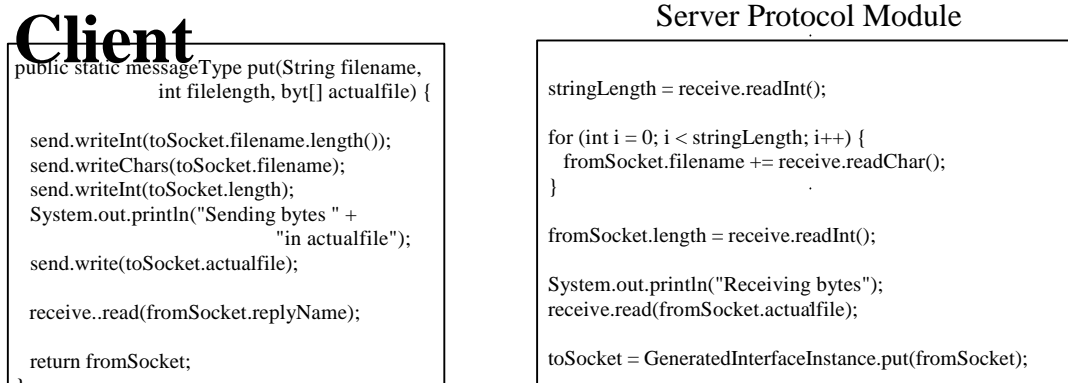 Client
public static messageType put(String filename,
int filelength, byt[] actualfile) {
send.writeInt(toSocket.filename.length());
send.writeChars(toSocket.filename);
send.writeInt(toSocket.length);
System.out.println("Sending bytes " +
"in actualfile");
send.write(toSocket.actualfile);
receive..read(fromSocket.replyName);
return fromSocket;
}
Server Protocol Module
stringLength = receive.readInt();
for (int i = 0; i < stringLength; i++) {
fromSocket.filename += receive.readChar();
}
fromSocket.length = receive.readInt();
System.out.println("Receiving bytes");
receive.read(fromSocket.actualfile);
toSocket = GeneratedInterfaceInstance.put(fromSocket);